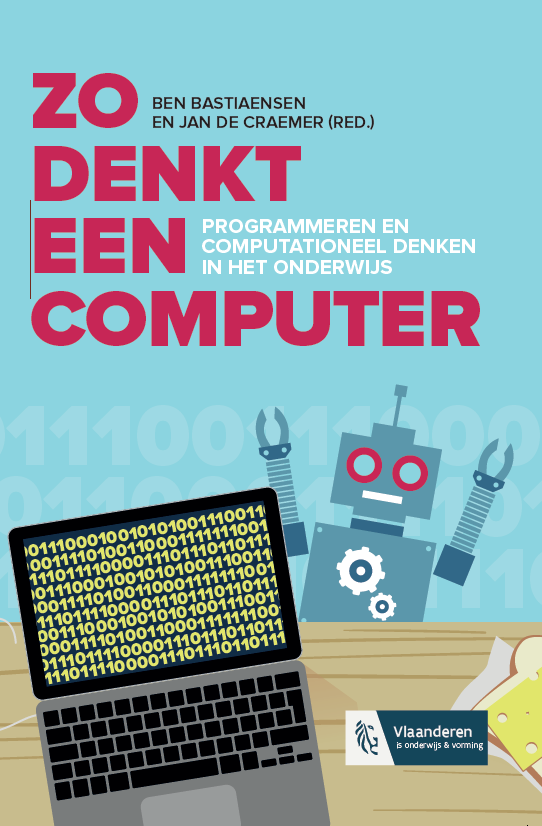 ZO
BEN BASTIAENSEN
EN JAN DE CRAEMER (RED.)
DENKT
EEN
PROGRAMMEREN EN
COMPUTATIONEEL DENKEN
IN HET ONDERWIJS
COMPUTER
Vlaanderen
is onderwijs & vorming